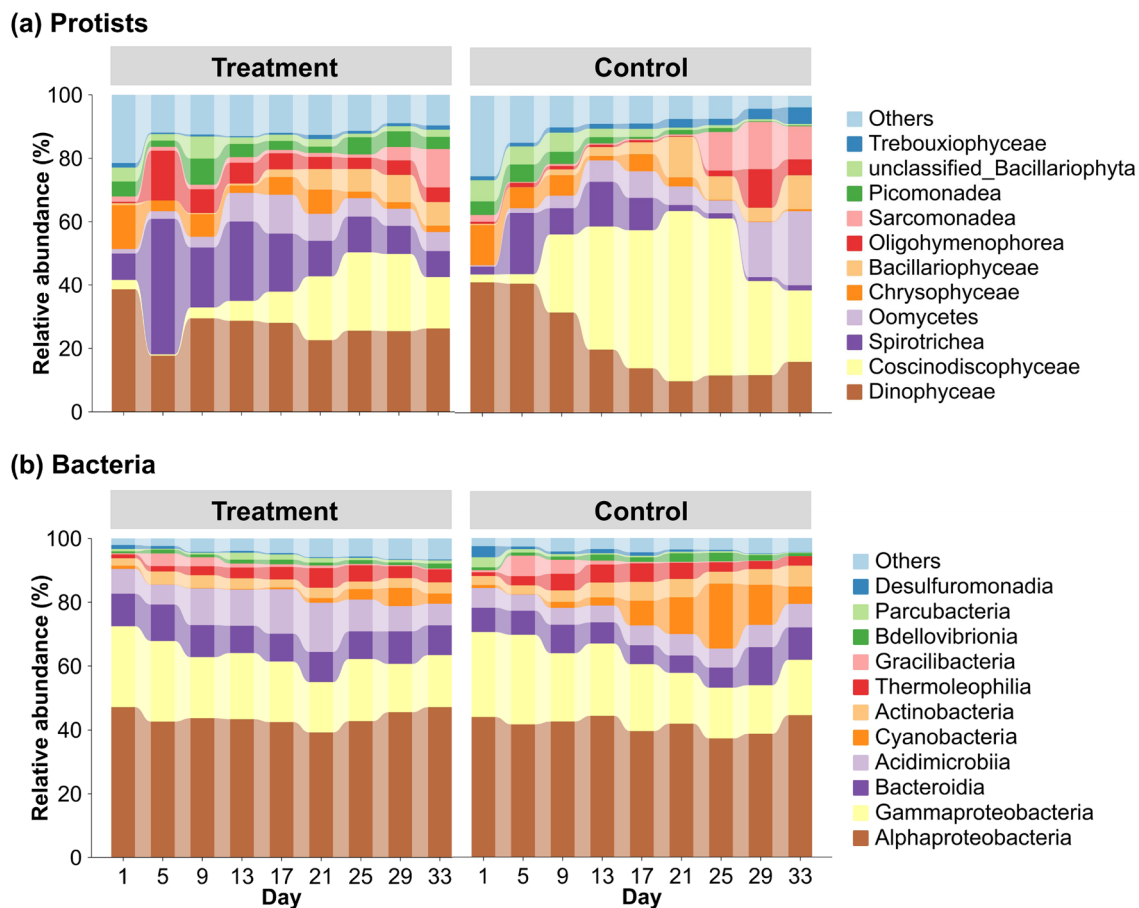 (a) Protists
Treatment
Control
Relative abundance (%)
100
80
60
40
20
0
Others
Trebouxiophyceae
unclassified_Bacillariophyta
Picomonadea
Sarcomonadea
Oligohymenophorea
Bacillariophyceae
Chrysophyceae
Oomycetes
Spirotrichea
Coscinodiscophyceae
Dinophyceae
(b) Bacteria
Treatment
Control
Relative abundance (%)
100
80
60
40
20
0
1 5 9 13 17 21 25 29 33
Day
1 5 9 13 17 21 25 29 33
Day
Others
Desulfuromonadia
Parcubacteria
Bdellovibrionia
Gracilibacteria
Thermoleophilia
Actinobacteria
Cyanobacteria
Acidimicrobiia
Bacteroidia
Gammaproteobacteria
Alphaproteobacteria